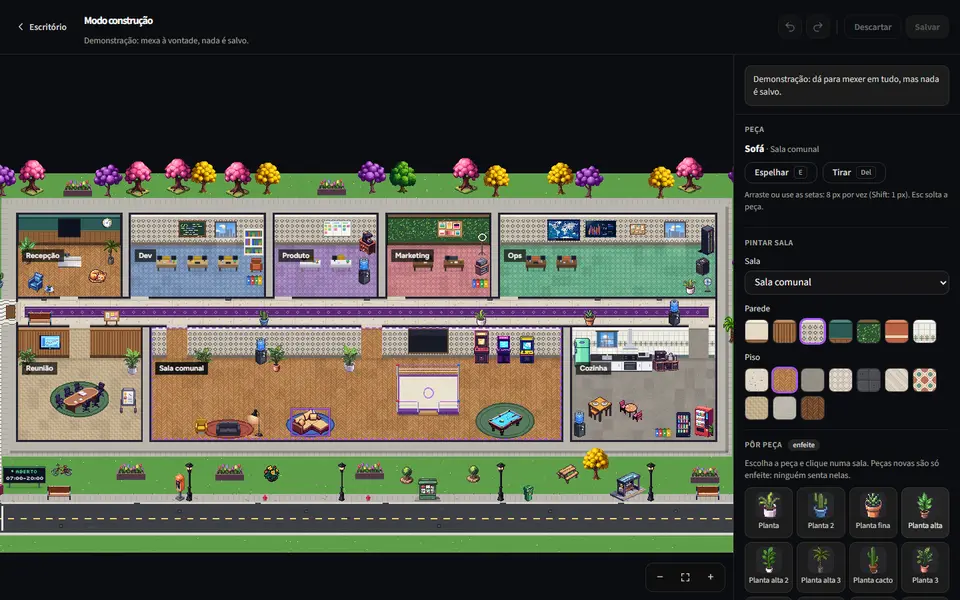 Escritório
Modo construção
Demonstração: mexa à vontade, nada é salvo.
Descartar
Salvar
Demonstração: dá para mexer em tudo, mas nada
é salvo.
PEÇA
Sofá · Sala comunal
Espelhar E
Tirar Del
Arraste ou use as setas: 8 px por vez (Shift: 1 px). Esc solta a
peça.
PINTAR SALA
Sala
Sala comunal
Parede
Piso
PÔR PEÇA enfeite
Escolha a peça e clique numa sala. Peças novas são só
enfeite: ninguém senta nelas.
Planta
Planta 2
Planta fina
Planta alta
Planta alta 2
Planta alta 3
Planta cacto
Planta 3
Recepção
Dev
Produto
Marketing
Ops
Reunião
Sala comunal
Cozinha
ABERTO
07:00-20:00